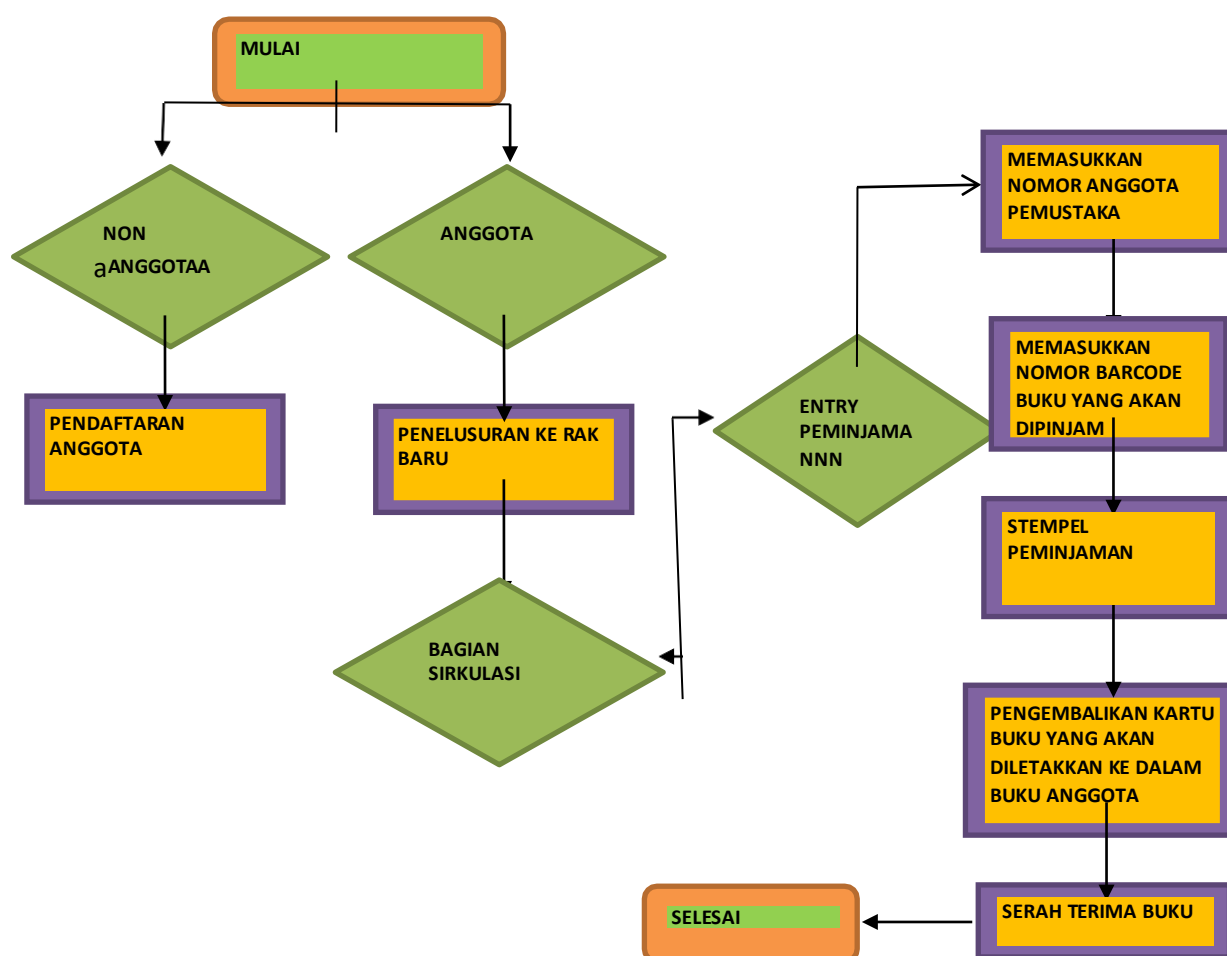 MULAI
NON
aANGGOTAA
ANGGOTA
PENDAFTARAN
ANGGOTA
PENELUSURAN KE RAK
BARU
BAGIAN
SIRKULASI
ENTRY
PEMINJAMA
NNN
MEMASUKKAN
NOMOR ANGGOTA
PEMUSTAKA
MEMASUKKAN
NOMOR BARCODE
BUKU YANG AKAN
DIPINJAM
STEMPEL
PEMINJAMAN
PENGEMBALIKAN KARTU
BUKU YANG AKAN
DILETAKKAN KE DALAM
BUKU ANGGOTA
SERAH TERIMA BUKU
SELESAI